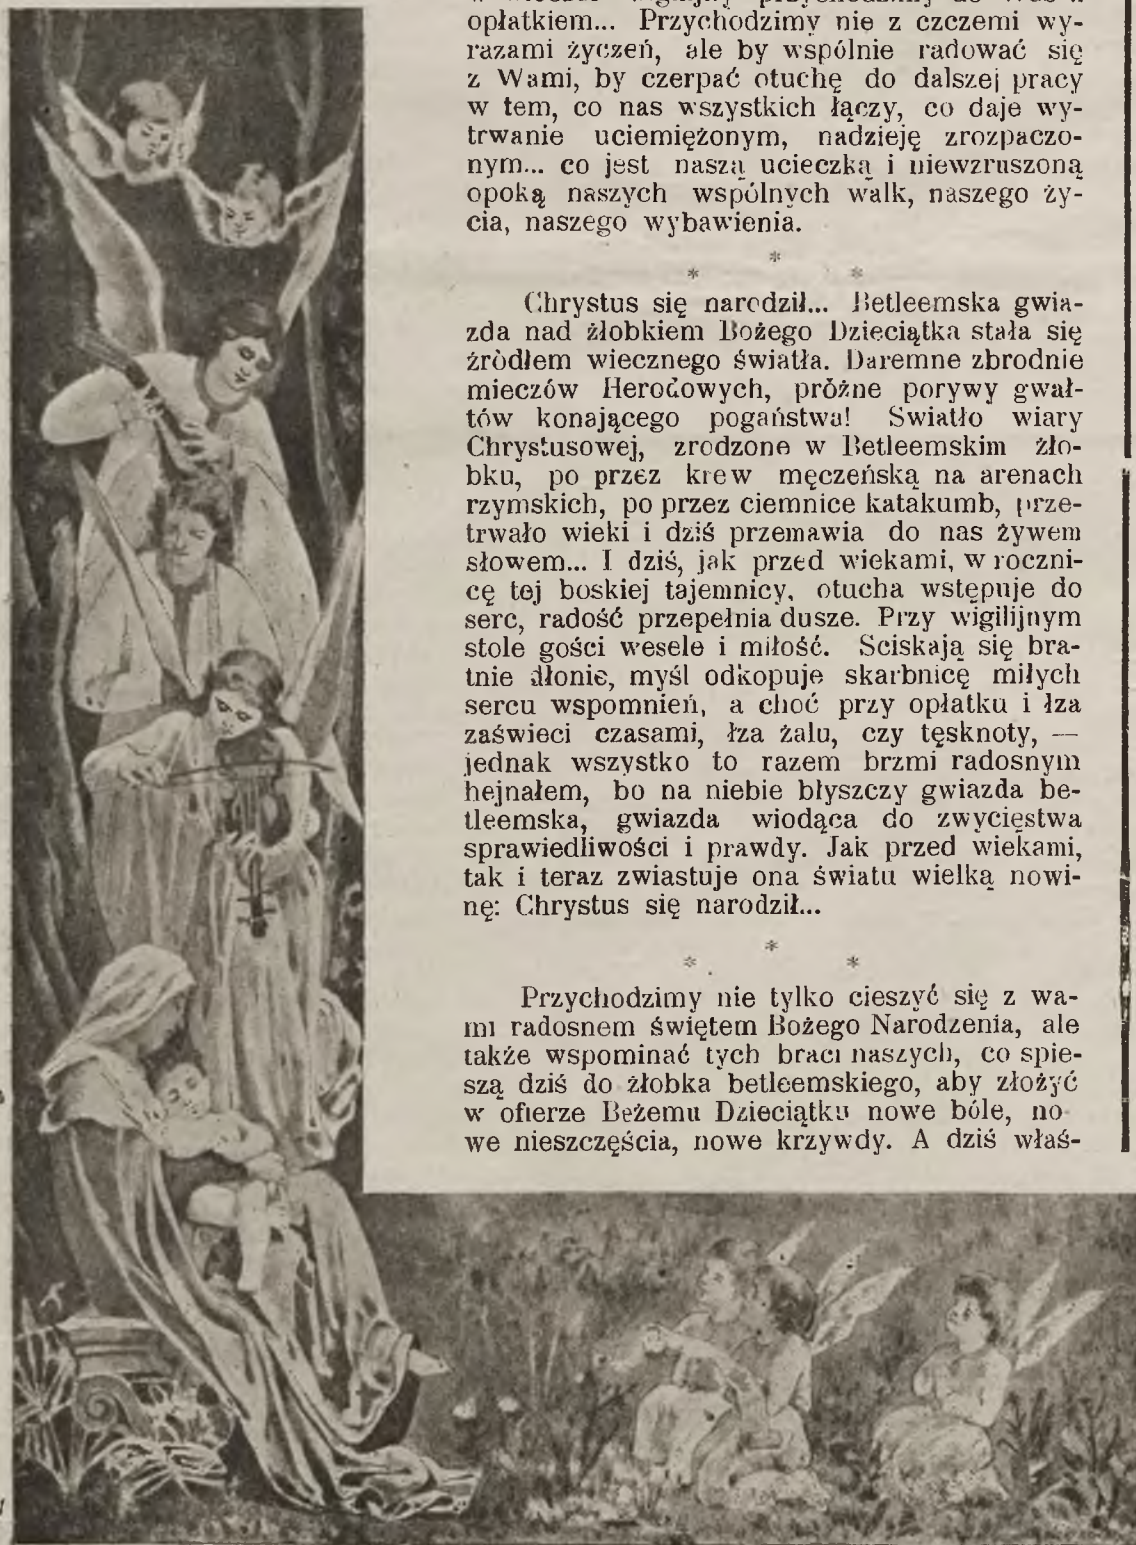 opłatkiem... Przychodzimy nie z czczemi wy-
razami życzeń, ale by wspólnie radować się
z Wami, by czerpać otuchę do dalszej pracy
w tem, co nas wszystkich łączy, co daje wy-
trwanie uciemiężonym, nadzieję zrozpaczo-
nym... co jest naszą ucieczką i niewzruszoną
opoką naszych wspólnych walk, naszego ży-
cia, naszego wybawienia.
* * *
Chrystus się narodził... Betleemska gwia-
zda nad żłobkiem Bożego Dzieciątka stała się
źródłem wiecznego światła. Daremne zbrodnie
mieczów Herodowych, próżne porywy gwał-
tów konającego pogaństwa! Swiatło wiary
Chrystusowej, zrodzone w Betleemskim żło-
bku, po przez krew męczeńską na arenach
rzymskich, po przez ciemnice katakumb, prze-
trwało wieki i dziś przemawia do nas żywem
słowem... I dziś, jak przed wiekami, w roczni-
cę tej boskiej tajemnicy, otucha wstępuje do
serc, radość przepełnia dusze. Przy wigilijnym
stole gości wesele i miłość. Sciskają się bra-
tnie dłonie, myśl odkopuje skarbnicę miłych
sercu wspomnień, a choć przy opłatku i łza
zaświeci czasami, łza żalu, czy tęsknoty, —
jednak wszystko to razem brzmi radosnym
hejnałem, bo na niebie błyszczy gwiazda be-
tleemska, gwiazda wiodąca do zwycięstwa
sprawiedliwości i prawdy. Jak przed wiekami,
tak i teraz zwiastuje ona światu wielką nowi-
nę: Chrystus się narodził...
* * *
Przychodzimy nie tylko cieszyć się z wa-
mi radosnem świętem Bożego Narodzenia, ale
także wspominać tych braci naszych, co spie-
szą dziś do żłobka betleemskiego, aby złożyć
w ofierze Bożemu Dzieciątku nowe bóle, no-
we nieszczęścia, nowe krzywdy. A dziś właś-